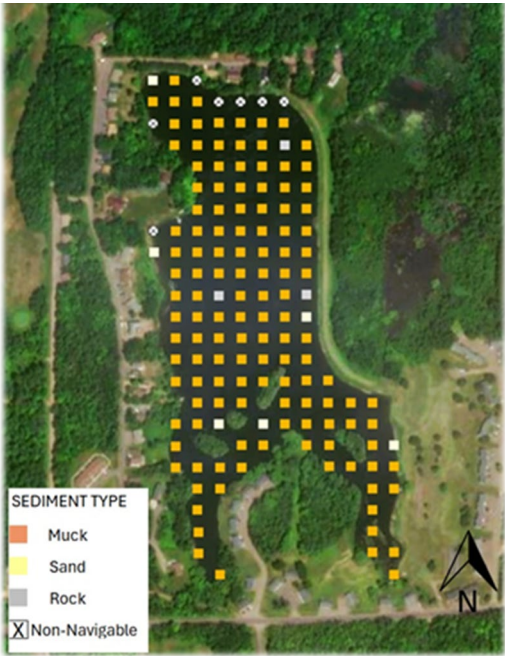 SEDIMENT TYPE
Muck
Sand
Rock
X Non-Navigable
N